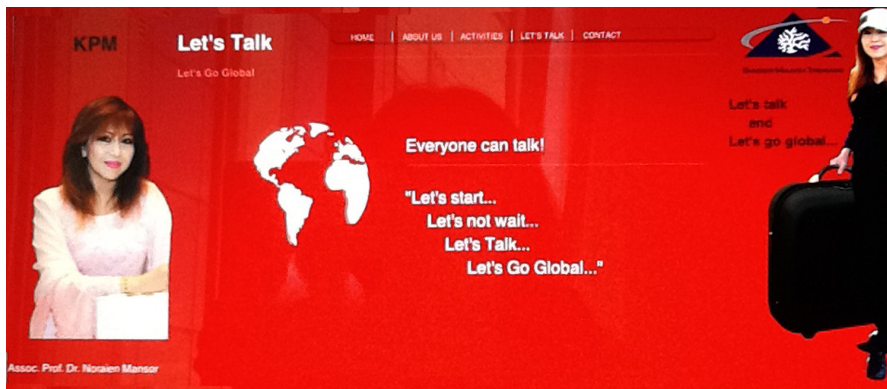 KPM
Let's Talk
Let's Go Global
HOME | ABOUT US | ACTIVITIES | LET'S TALK | CONTACT
Let's talk
and
Let's go global...
Everyone can talk!
"Let's start...
Let's not wait...
Let's Talk...
Let's Go Global..."
Assoc. Prof. Dr. Noraien Mansor